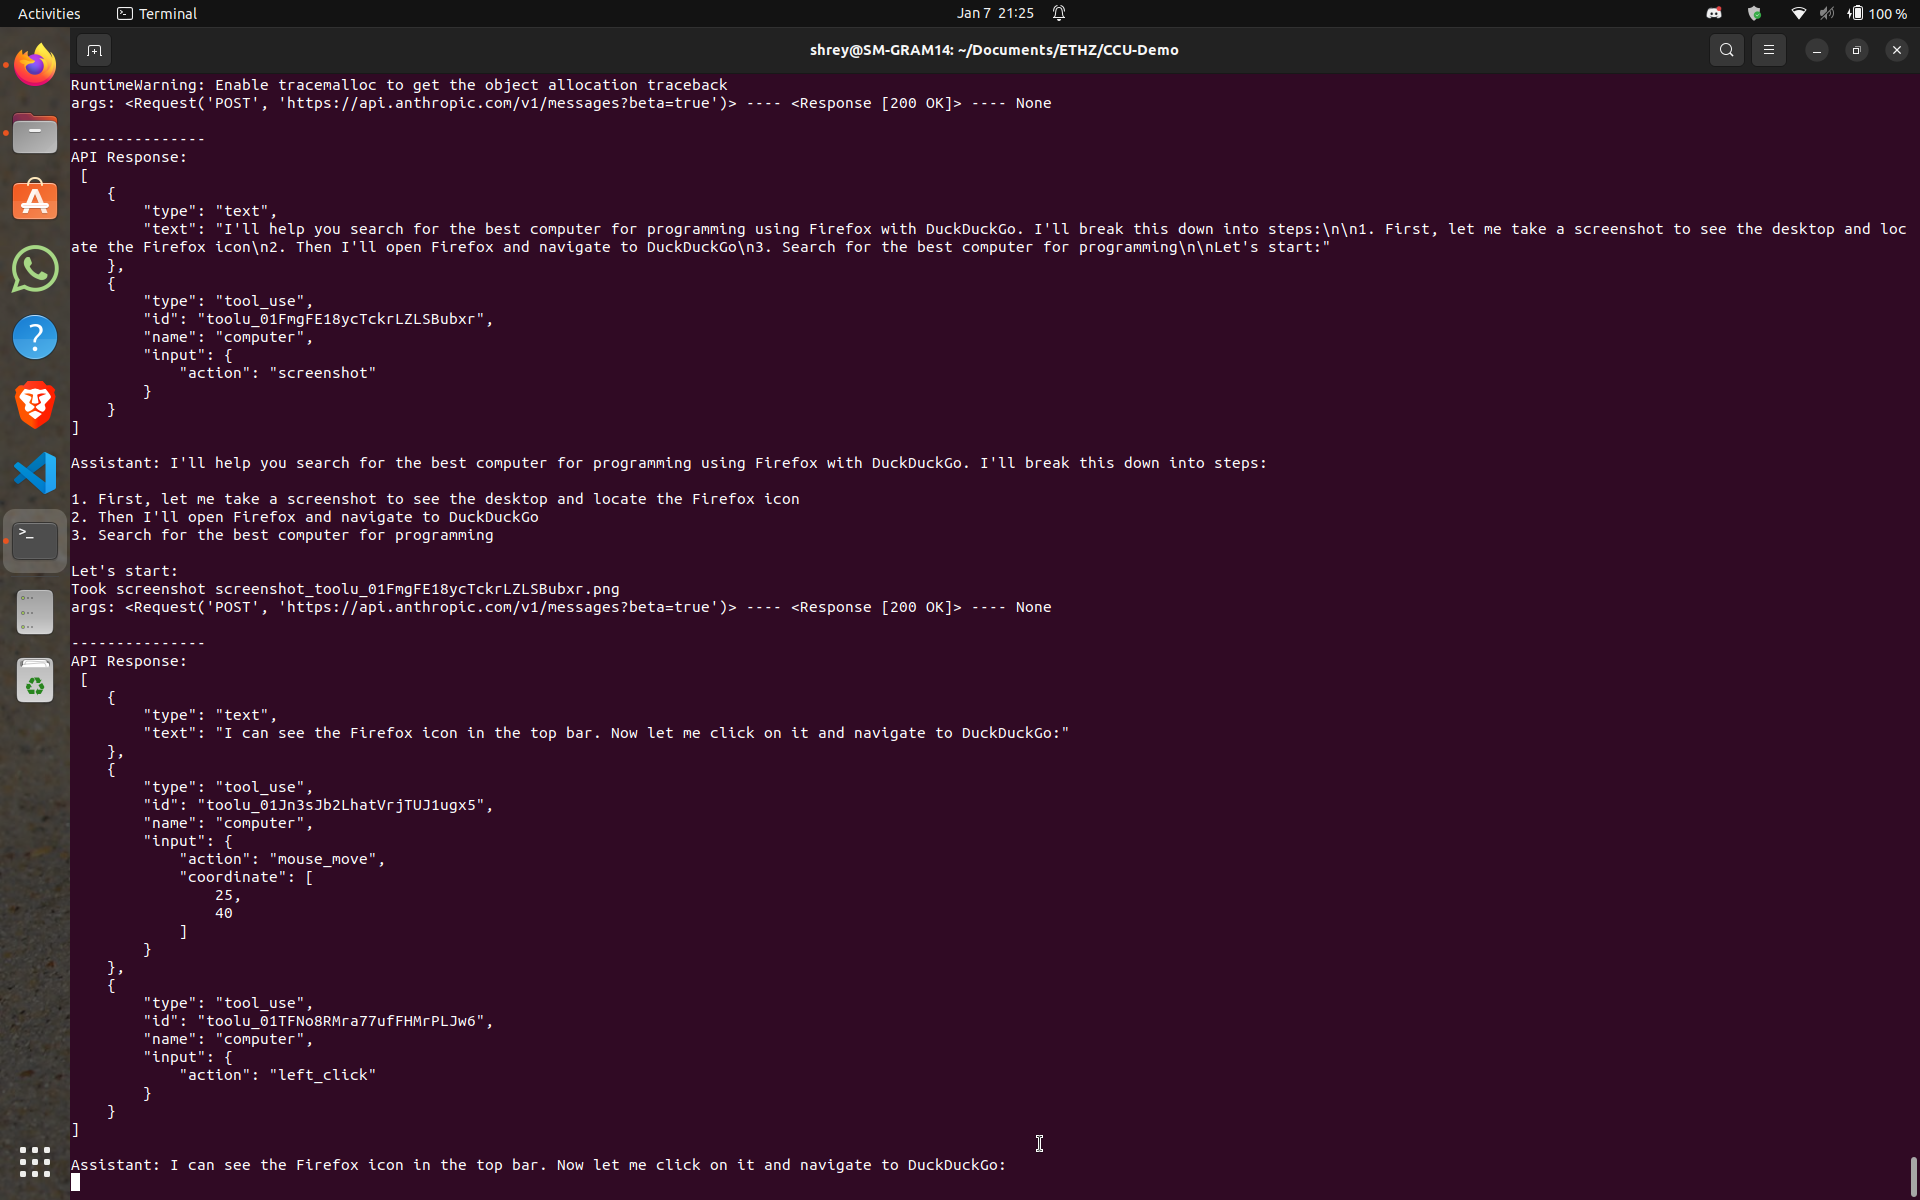 Activities Terminal Jan 7 21:25 100 %
shrey@SM-GRAM14: ~/Documents/ETHZ/CCU-Demo
RuntimeWarning: Enable tracemalloc to get the object allocation traceback
args: <Request('POST', 'https://api.anthropic.com/v1/messages?beta=true')> ---- <Response [200 OK]> ---- None
---------------
API Response:
[
{
"type": "text",
"text": "I'll help you search for the best computer for programming using Firefox with DuckDuckGo. I'll break this down into steps:\n\n1. First, let me take a screenshot to see the desktop and loc
ate the Firefox icon\n2. Then I'll open Firefox and navigate to DuckDuckGo\n3. Search for the best computer for programming\n\nLet's start:"
},
{
"type": "tool_use",
"id": "toolu_01FmgFE18ycTckrLZLSBubxr",
"name": "computer",
"input": {
"action": "screenshot"
}
}
]
Assistant: I'll help you search for the best computer for programming using Firefox with DuckDuckGo. I'll break this down into steps:
1. First, let me take a screenshot to see the desktop and locate the Firefox icon
2. Then I'll open Firefox and navigate to DuckDuckGo
3. Search for the best computer for programming
Let's start:
Took screenshot screenshot_toolu_01FmgFE18ycTckrLZLSBubxr.png
args: <Request('POST', 'https://api.anthropic.com/v1/messages?beta=true')> ---- <Response [200 OK]> ---- None
---------------
API Response:
[
{
"type": "text",
"text": "I can see the Firefox icon in the top bar. Now let me click on it and navigate to DuckDuckGo:"
},
{
"type": "tool_use",
"id": "toolu_01Jn3sJb2LhatVrjTUJ1ugx5",
"name": "computer",
"input": {
"action": "mouse_move",
"coordinate": [
25,
40
]
}
},
{
"type": "tool_use",
"id": "toolu_01TFNo8RMra77ufFHMrPLJw6",
"name": "computer",
"input": {
"action": "left_click"
}
}
]
Assistant: I can see the Firefox icon in the top bar. Now let me click on it and navigate to DuckDuckGo: